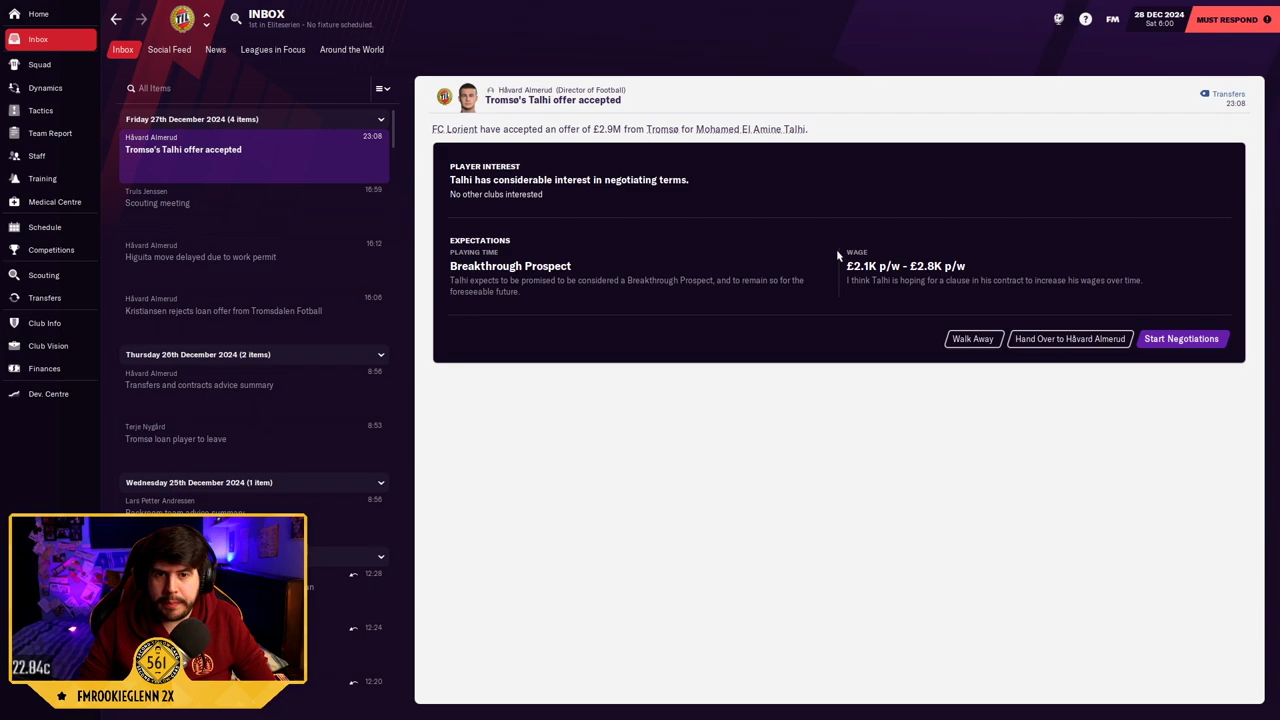 Home
Inbox
Squad
Dynamics
Tactics
Team Report
Staff
Training
Medical Centre
Schedule
Competitions
Scouting
Transfers
Club Info
Club Vision
Finances
Dev. Centre
TIL
INBOX
1st in Eliteserien - No fixture scheduled.
FM
28 DEC 2024
Sat 6:00
MUST RESPOND
Inbox
Social Feed
News
Leagues in Focus
Around the World
All Items
Friday 27th December 2024 (4 items)
Håvard Almerud
23:08
Tromsø's Talhi offer accepted
Truls Jenssen
16:59
Scouting meeting
Håvard Almerud
16:12
Higuita move delayed due to work permit
Håvard Almerud
16:06
Kristiansen rejects loan offer from Tromsdalen Fotball
Thursday 26th December 2024 (2 items)
Håvard Almerud
8:56
Transfers and contracts advice summary
Terje Nygård
8:53
Tromsø loan player to leave
Wednesday 25th December 2024 (1 item)
Lars Petter Andressen
8:56
Backroom team advice summary
12:28
12:24
12:20
Håvard Almerud (Director of Football)
Tromsø's Talhi offer accepted
Transfers
23:08
FC Lorient have accepted an offer of £2.9M from Tromsø for Mohamed El Amine Talhi.
PLAYER INTEREST
Talhi has considerable interest in negotiating terms.
No other clubs interested
EXPECTATIONS
PLAYING TIME
Breakthrough Prospect
Talhi expects to be promised to be considered a Breakthrough Prospect, and to remain so for the
foreseeable future.
WAGE
£2.1K p/w - £2.8K p/w
I think Talhi is hoping for a clause in his contract to increase his wages over time.
Walk Away
Hand Over to Håvard Almerud
Start Negotiations
22.84c
561
FMROOKIEGLENN 2X